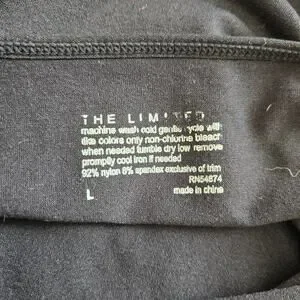 THE LIMITED
machine wash cold gentle cycle with
like colors only non-chlorine bleach
when needed tumble dry low remove
promptly cool iron if needed
92% nylon 8% spandex exclusive of trim
RN54874
L
made in china